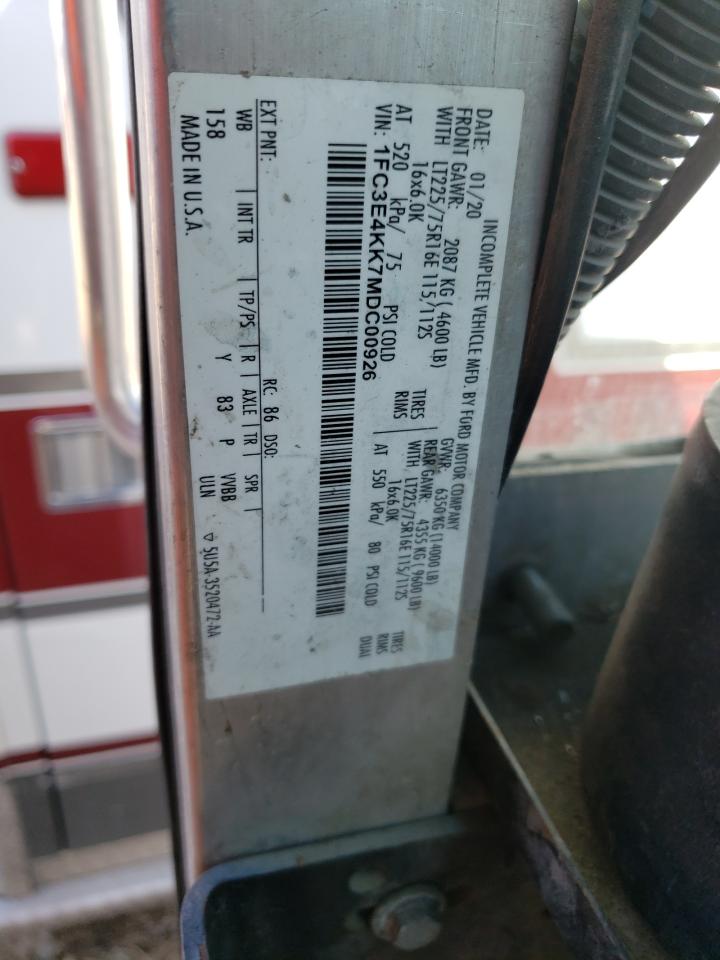 INCOMPLETE VEHICLE MFD. BY FORD MOTOR COMPANY
DATE: 01/20 GVWR: 6350 KG (14000 LB)
FRONT GAWR: 2087 KG (4600 LB) REAR GAWR: 4355 KG (9600 LB)
WITH LT225/75R16E 115/112S TIRES WITH LT225/75R16E 115/112S TIRES
16x6.0K RIMS 16x6.0K RIMS
AT 520 kPa/ 75 PSI COLD AT 550 kPa/ 80 PSI COLD DUAL
VIN: 1FC3E4KK7MDC00926
EXT PNT: RC: 86 DSO:
WB | INT TR | TP/PS | R | AXLE | TR | SPR |
158 Y 83 P VVBB
MADE IN U.S.A. ULN
5U5A-3520472-AA